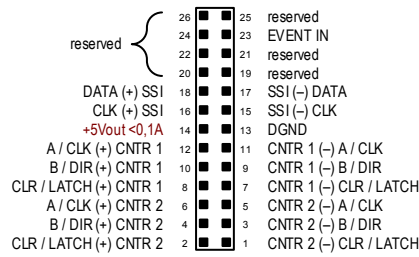 26 25 reserved
24 23 EVENT IN
reserved
22 21 reserved
20 19 reserved
DATA (+) SSI 18 17 SSI (–) DATA
CLK (+) SSI 16 15 SSI (–) CLK
+5Vout <0,1A 14 13 DGND
A / CLK (+) CNTR 1 12 11 CNTR 1 (–) A / CLK
B / DIR (+) CNTR 1 10 9 CNTR 1 (–) B / DIR
CLR / LATCH (+) CNTR 1 8 7 CNTR 1 (–) CLR / LATCH
A / CLK (+) CNTR 2 6 5 CNTR 2 (–) A / CLK
B / DIR (+) CNTR 2 4 3 CNTR 2 (–) B / DIR
CLR / LATCH (+) CNTR 2 2 1 CNTR 2 (–) CLR / LATCH